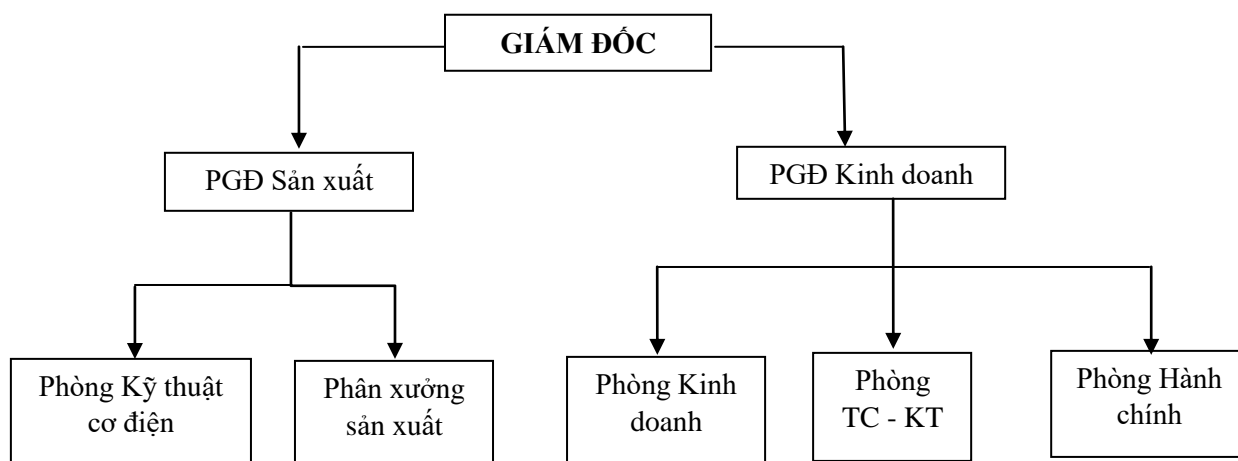 GIÁM ĐỐC
PGĐ Sản xuất
PGĐ Kinh doanh
Phòng Kỹ thuật
cơ điện
Phân xưởng
sản xuất
Phòng Kinh
doanh
Phòng
TC - KT
Phòng Hành
chính